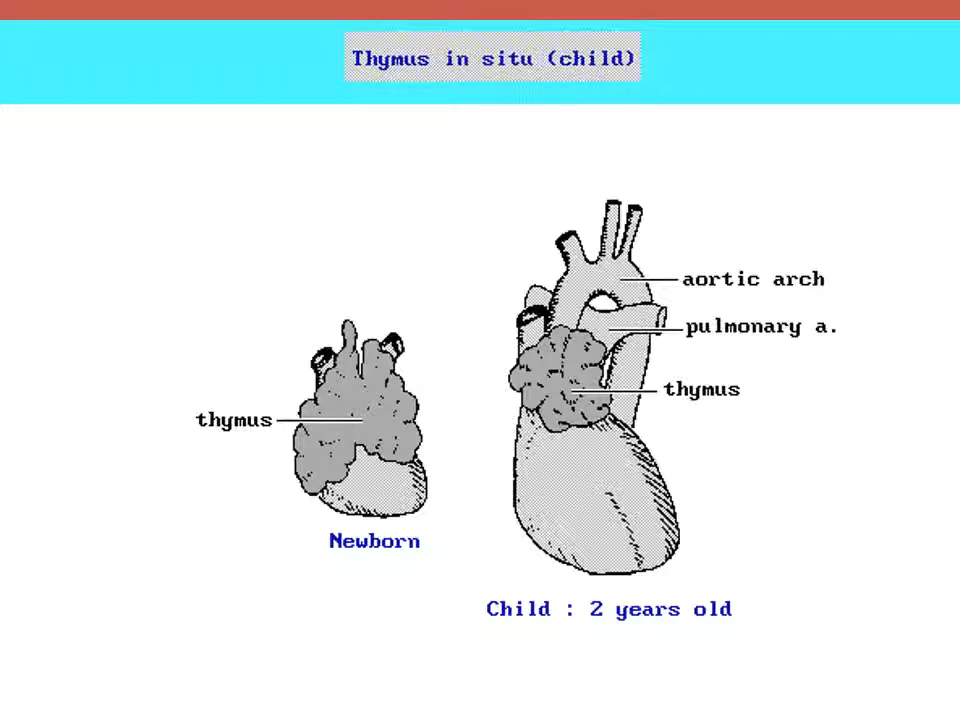 Thymus in situ (child)
aortic arch
pulmonary a.
thymus
thymus
Newborn
Child : 2 years old